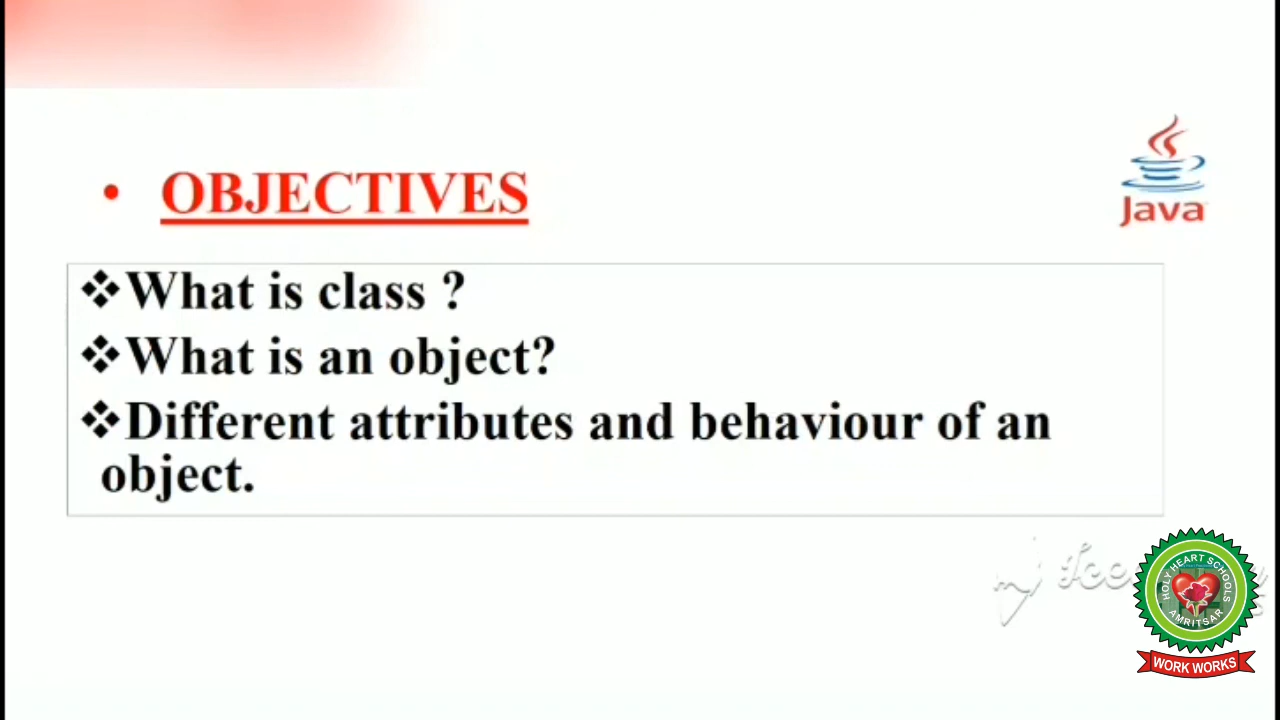 • OBJECTIVES
Java
❖What is class ?
❖What is an object?
❖Different attributes and behaviour of an
object.
HOLY HEART SCHOOLS
AMRITSAR
WORK WORKS